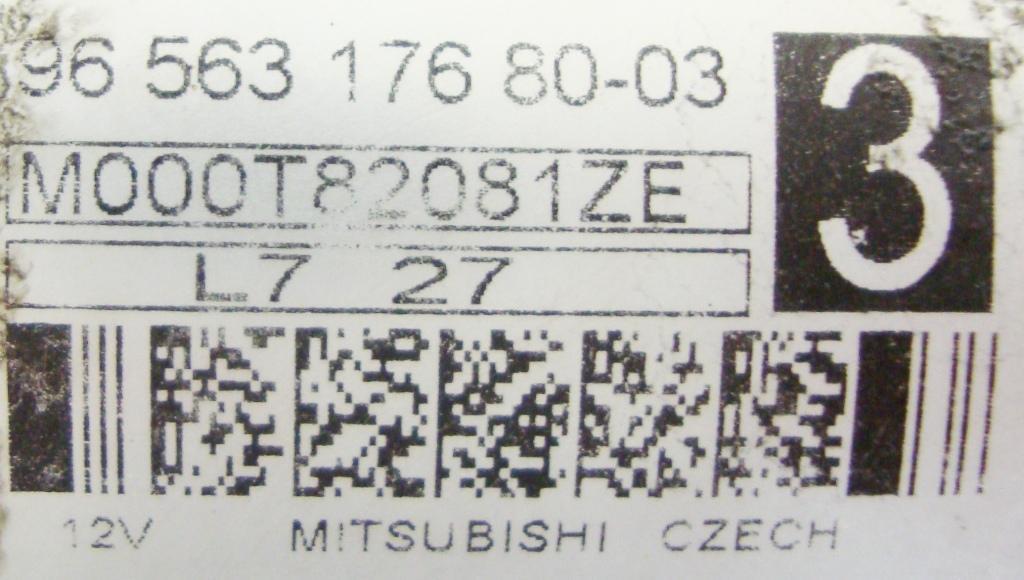 96 563 176 80-03
3
M000T82081ZE
L7 27
12V MITSUBISHI CZECH